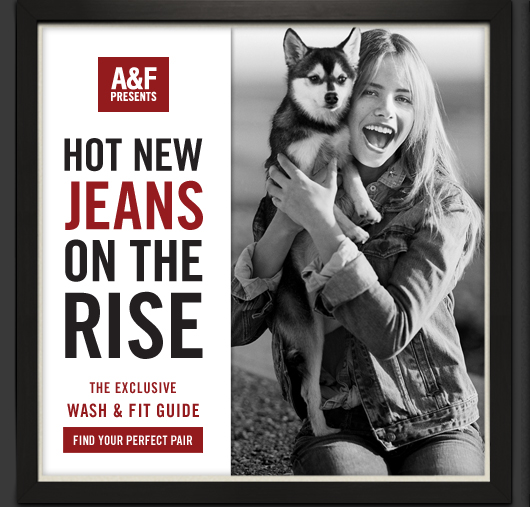 A&F
PRESENTS
HOT NEW
JEANS
ON THE
RISE
THE EXCLUSIVE
WASH & FIT GUIDE
FIND YOUR PERFECT PAIR